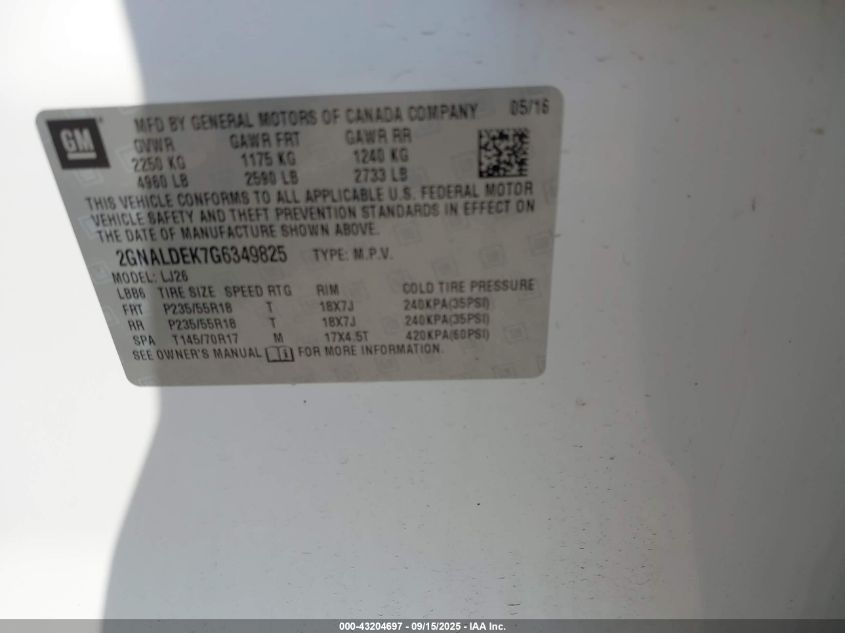 GM
MFD BY GENERAL MOTORS OF CANADA COMPANY 05/16
GVWR GAWR FRT GAWR RR
2250 KG 1175 KG 1240 KG
4960 LB 2590 LB 2733 LB
THIS VEHICLE CONFORMS TO ALL APPLICABLE U.S. FEDERAL MOTOR
VEHICLE SAFETY AND THEFT PREVENTION STANDARDS IN EFFECT ON
THE DATE OF MANUFACTURE SHOWN ABOVE.
2GNALDEK7G6349825 TYPE: M.P.V.
MODEL: LJ26
LBB6 TIRE SIZE SPEED RTG RIM COLD TIRE PRESSURE
FRT P235/55R18 T 18X7J 240KPA(35PSI)
RR P235/55R18 T 18X7J 240KPA(35PSI)
SPA T145/70R17 M 17X4.5T 420KPA(60PSI)
SEE OWNER'S MANUAL FOR MORE INFORMATION.
000-43204697 - 09/15/2025 - IAA Inc.